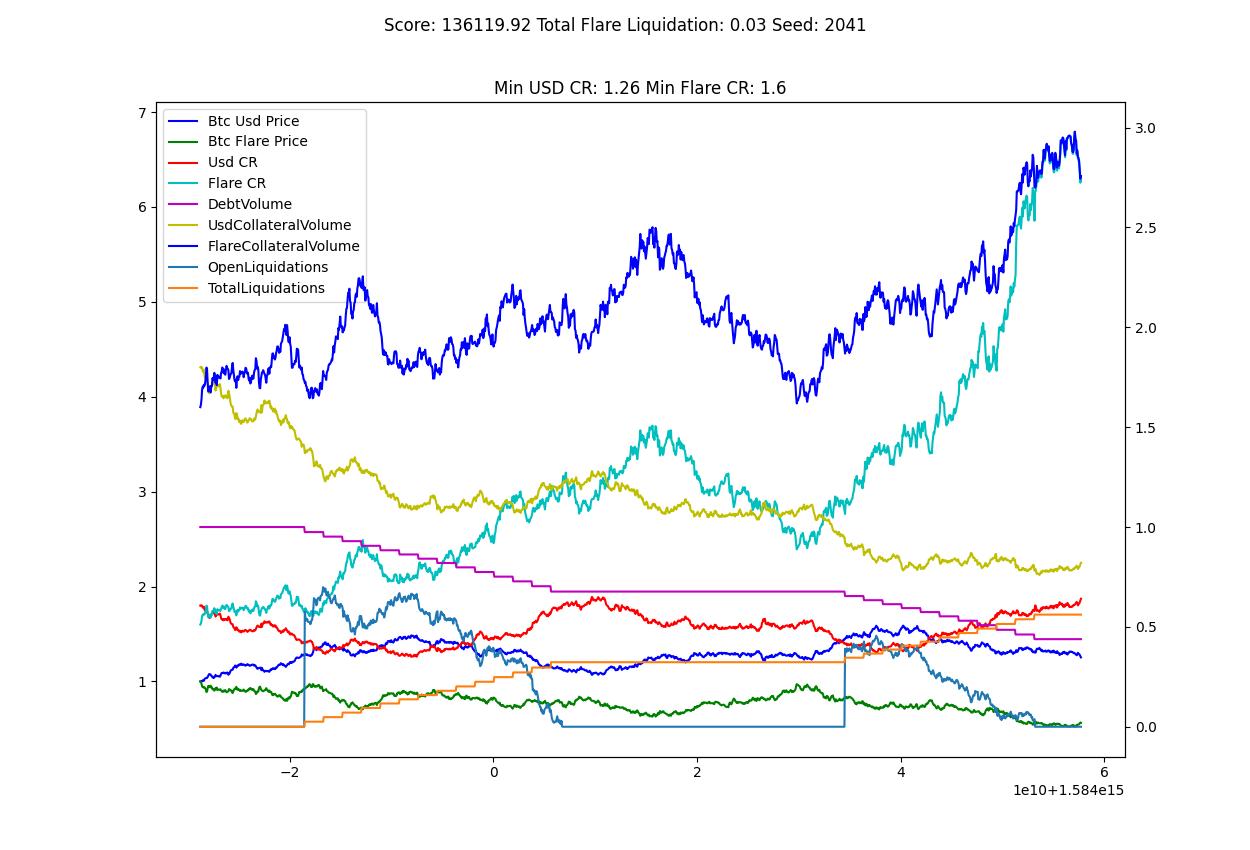 Score: 136119.92 Total Flare Liquidation: 0.03 Seed: 2041
Min USD CR: 1.26 Min Flare CR: 1.6
Btc Usd Price
Btc Flare Price
Usd CR
Flare CR
DebtVolume
UsdCollateralVolume
FlareCollateralVolume
OpenLiquidations
TotalLiquidations
7
6
5
4
3
2
1
3.0
2.5
2.0
1.5
1.0
0.5
0.0
−2 0 2 4 6
1e10+1.584e15